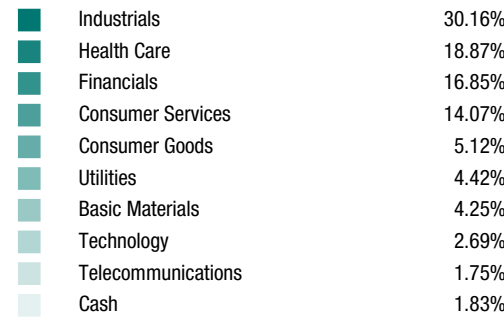 Industrials 30.16%
Health Care 18.87%
Financials 16.85%
Consumer Services 14.07%
Consumer Goods 5.12%
Utilities 4.42%
Basic Materials 4.25%
Technology 2.69%
Telecommunications 1.75%
Cash 1.83%